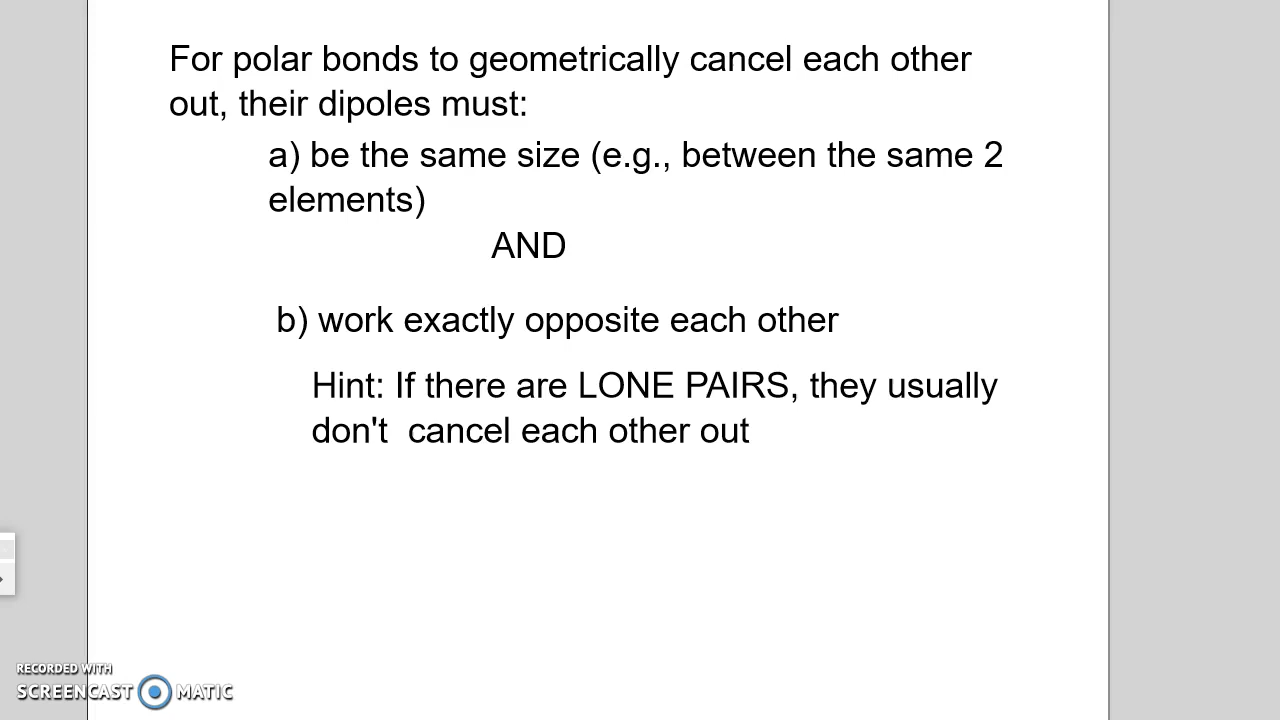 For polar bonds to geometrically cancel each other
out, their dipoles must:
a) be the same size (e.g., between the same 2
elements)
AND
b) work exactly opposite each other
Hint: If there are LONE PAIRS, they usually
don't  cancel each other out
RECORDED WITH
SCREENCAST MATIC